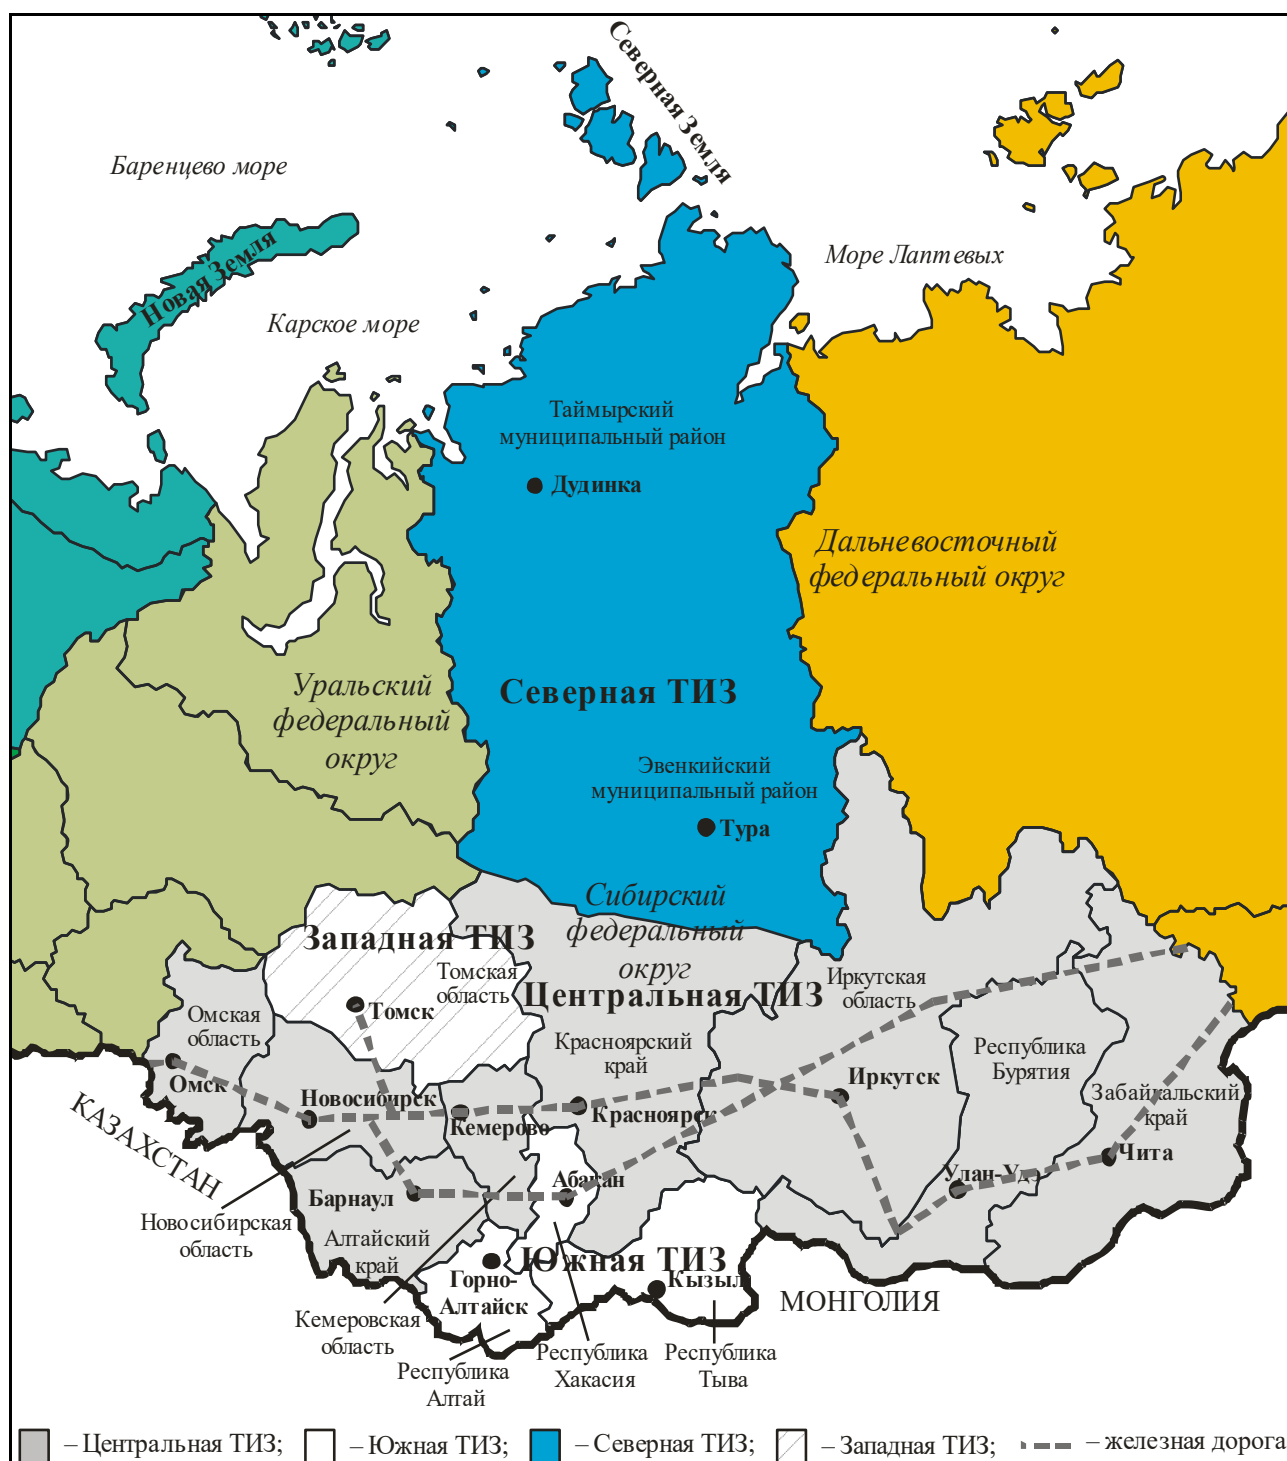 Северная Земля
Баренцево море
Новая Земля
Море Лаптевых
Карское море
Таймырский
муниципальный район
Дудинка
Дальневосточный
федеральный округ
Уральский
федеральный
округ
Северная ТИЗ
Эвенкийский
муниципальный район
Тура
Сибирский
федеральный
округ
Западная ТИЗ
Томская
область
Центральная ТИЗ
Иркутская
область
Томск
Омская
область
Красноярский
край
Республика
Бурятия
Омск
Новосибирск
Кемерово
Красноярск
Иркутск
Забайкальский
край
КАЗАХСТАН
Чита
Барнаул
Абакан
Улан-Удэ
Новосибирская
область
Алтайский
край
Южная ТИЗ
Горно-
Алтайск
Кызыл
МОНГОЛИЯ
Кемеровская
область
Республика
Алтай
Республика
Хакасия
Республика
Тыва
– Центральная ТИЗ; – Южная ТИЗ; – Северная ТИЗ; – Западная ТИЗ; – железная дорога